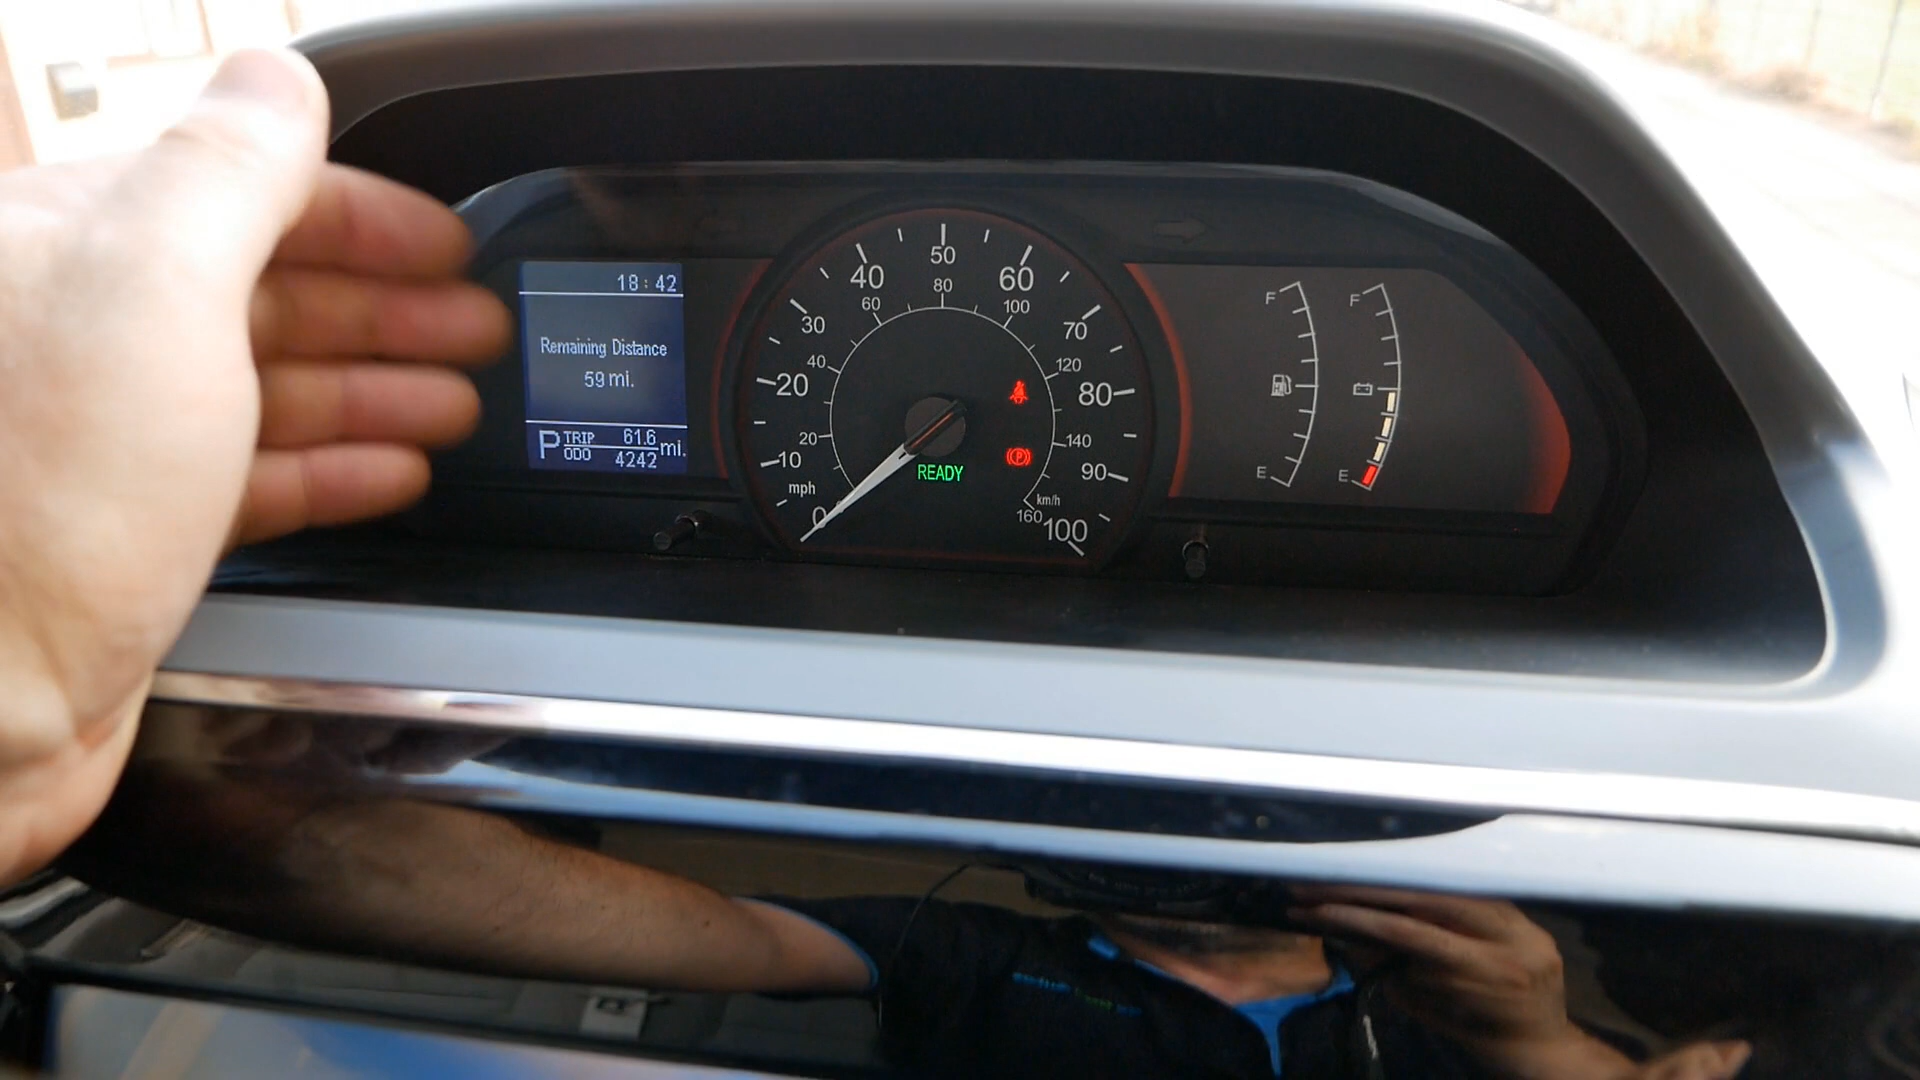 18:42
Remaining Distance
59 mi.
P TRIP 61.6 mi.
ODO 4242
0
10
20
30
40
50
60
70
80
90
100
mph
20
40
60
80
100
120
140
160
km/h
READY
P
F
E
F
E